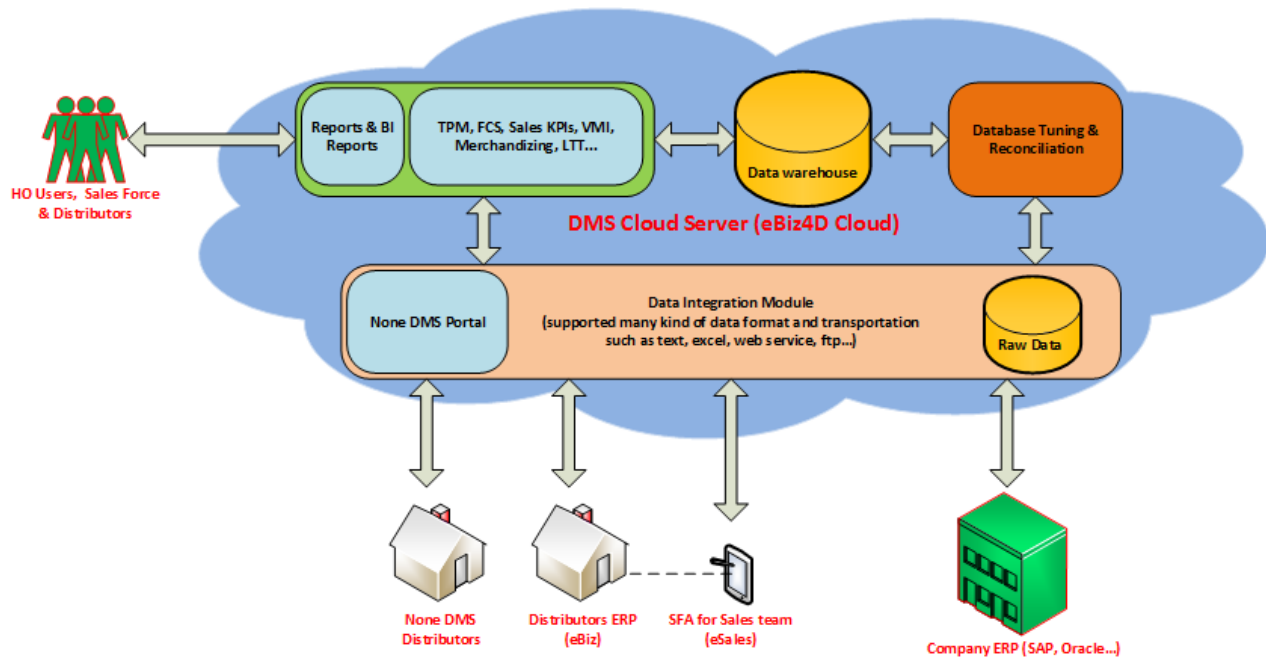 Reports & BI
Reports
TPM, FCS, Sales KPIs, VMI,
Merchandizing, LTT...
Data warehouse
Database Tuning &
Reconciliation
HO Users, Sales Force
& Distributors
DMS Cloud Server (eBiz4D Cloud)
None DMS Portal
Data Integration Module
(supported many kind of data format and transportation
such as text, excel, web service, ftp...)
Raw Data
None DMS
Distributors
Distributors ERP
(eBiz)
SFA for Sales team
(eSales)
Company ERP (SAP, Oracle...)